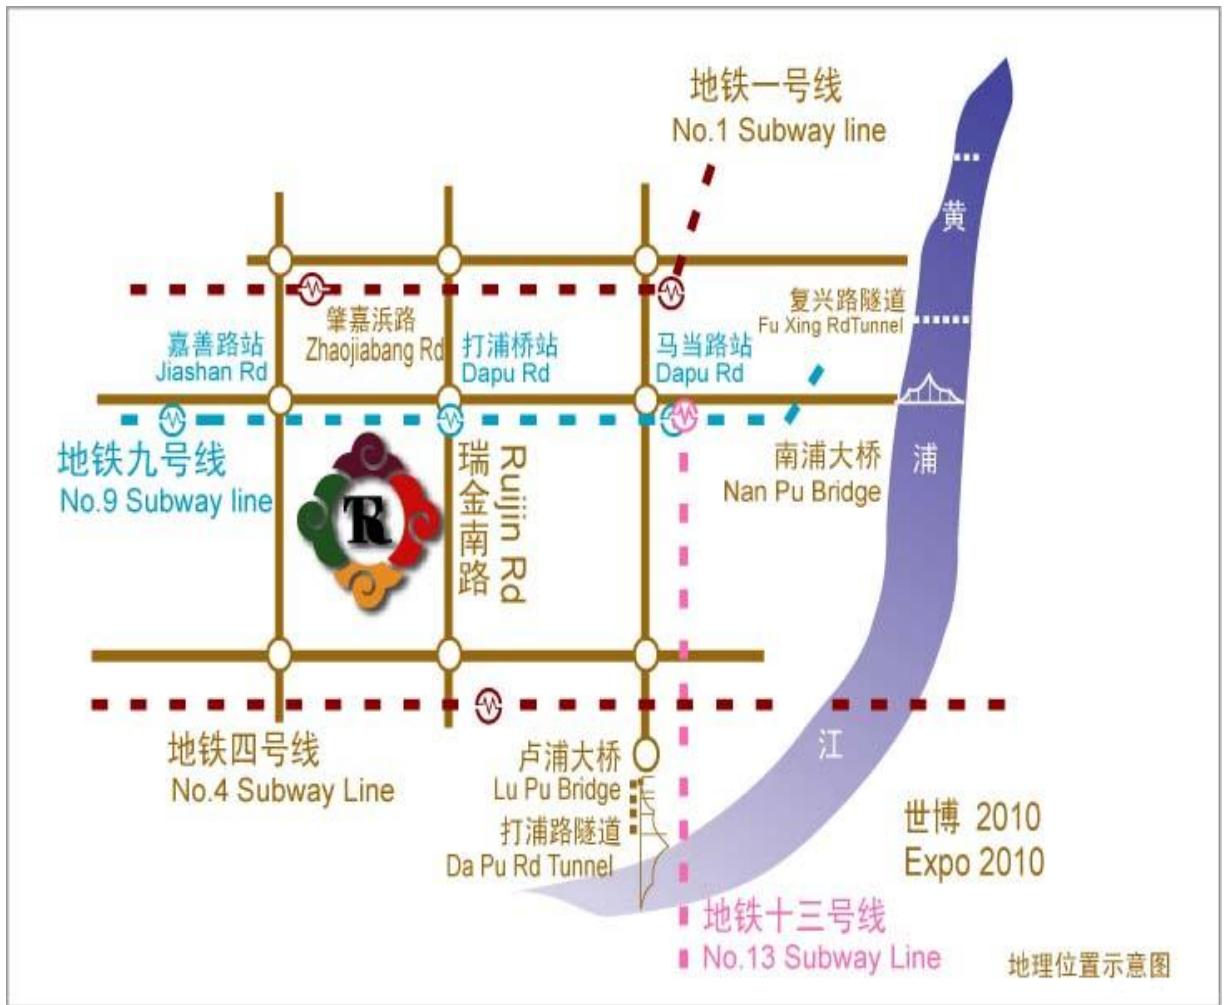 地铁一号线
No.1 Subway line
黄
复兴路隧道
Fu Xing RdTunnel
肇嘉浜路
Zhaojiabang Rd
嘉善路站
Jiashan Rd
打浦桥站
Dapu Rd
马当路站
Dapu Rd
地铁九号线
No.9 Subway line
TR
瑞金南路
Ruijin Rd
南浦大桥
Nan Pu Bridge
浦
地铁四号线
No.4 Subway Line
卢浦大桥
Lu Pu Bridge
打浦路隧道
Da Pu Rd Tunnel
江
世博 2010
Expo 2010
地铁十三号线
No.13 Subway Line
地理位置示意图